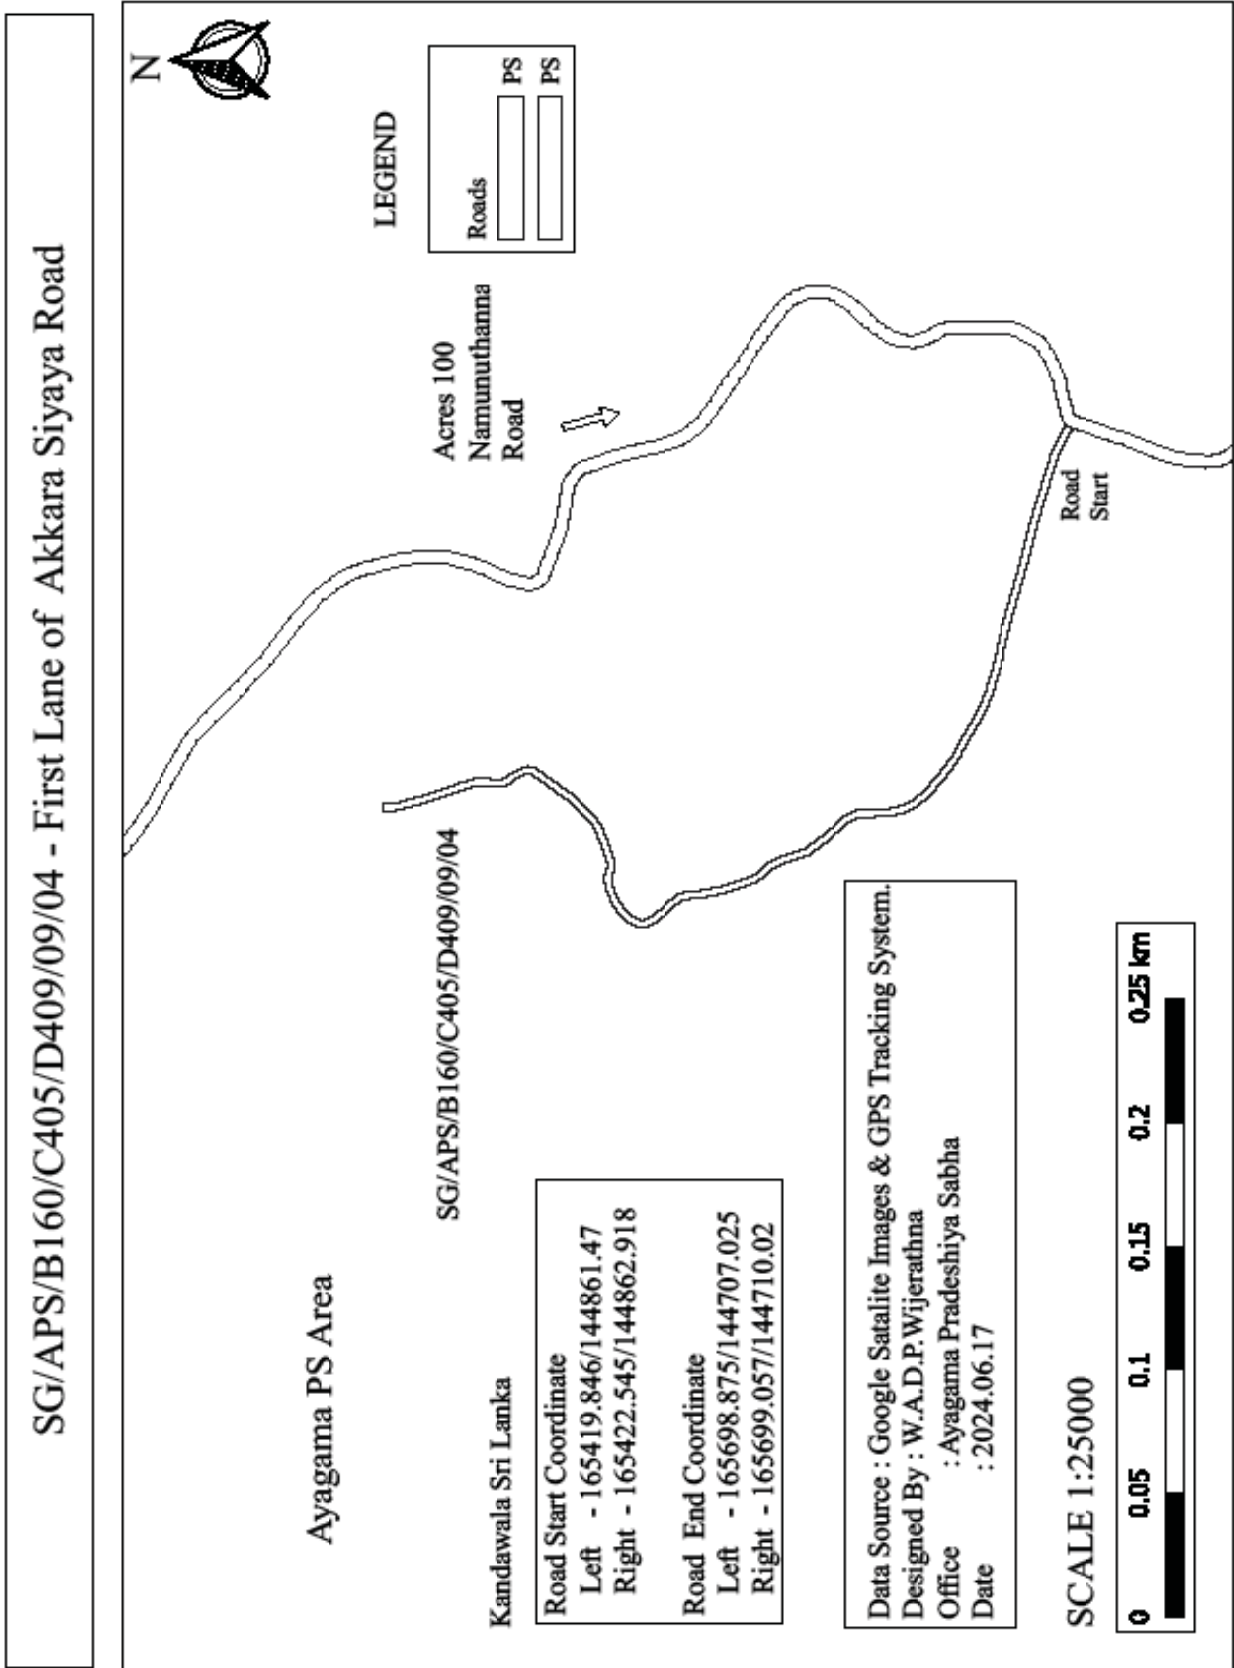 SG/APS/B160/C405/D409/09/04 - First Lane of Akkara Siyaya Road
N
Ayagama PS Area
LEGEND
Roads
PS
PS
Acres 100
Namunuthanna
Road
SG/APS/B160/C405/D409/09/04
Kandawala Sri Lanka
Road Start Coordinate
Left - 165419.846/144861.47
Right - 165422.545/144862.918
Road End Coordinate
Left - 165698.875/144707.025
Right - 165699.057/144710.02
Road
Start
Data Source : Google Satalite Images & GPS Tracking System.
Designed By : W.A.D.P.Wijerathna
Office : Ayagama Pradeshiya Sabha
Date : 2024.06.17
SCALE 1:25000
0 0.05 0.1 0.15 0.2 0.25 km